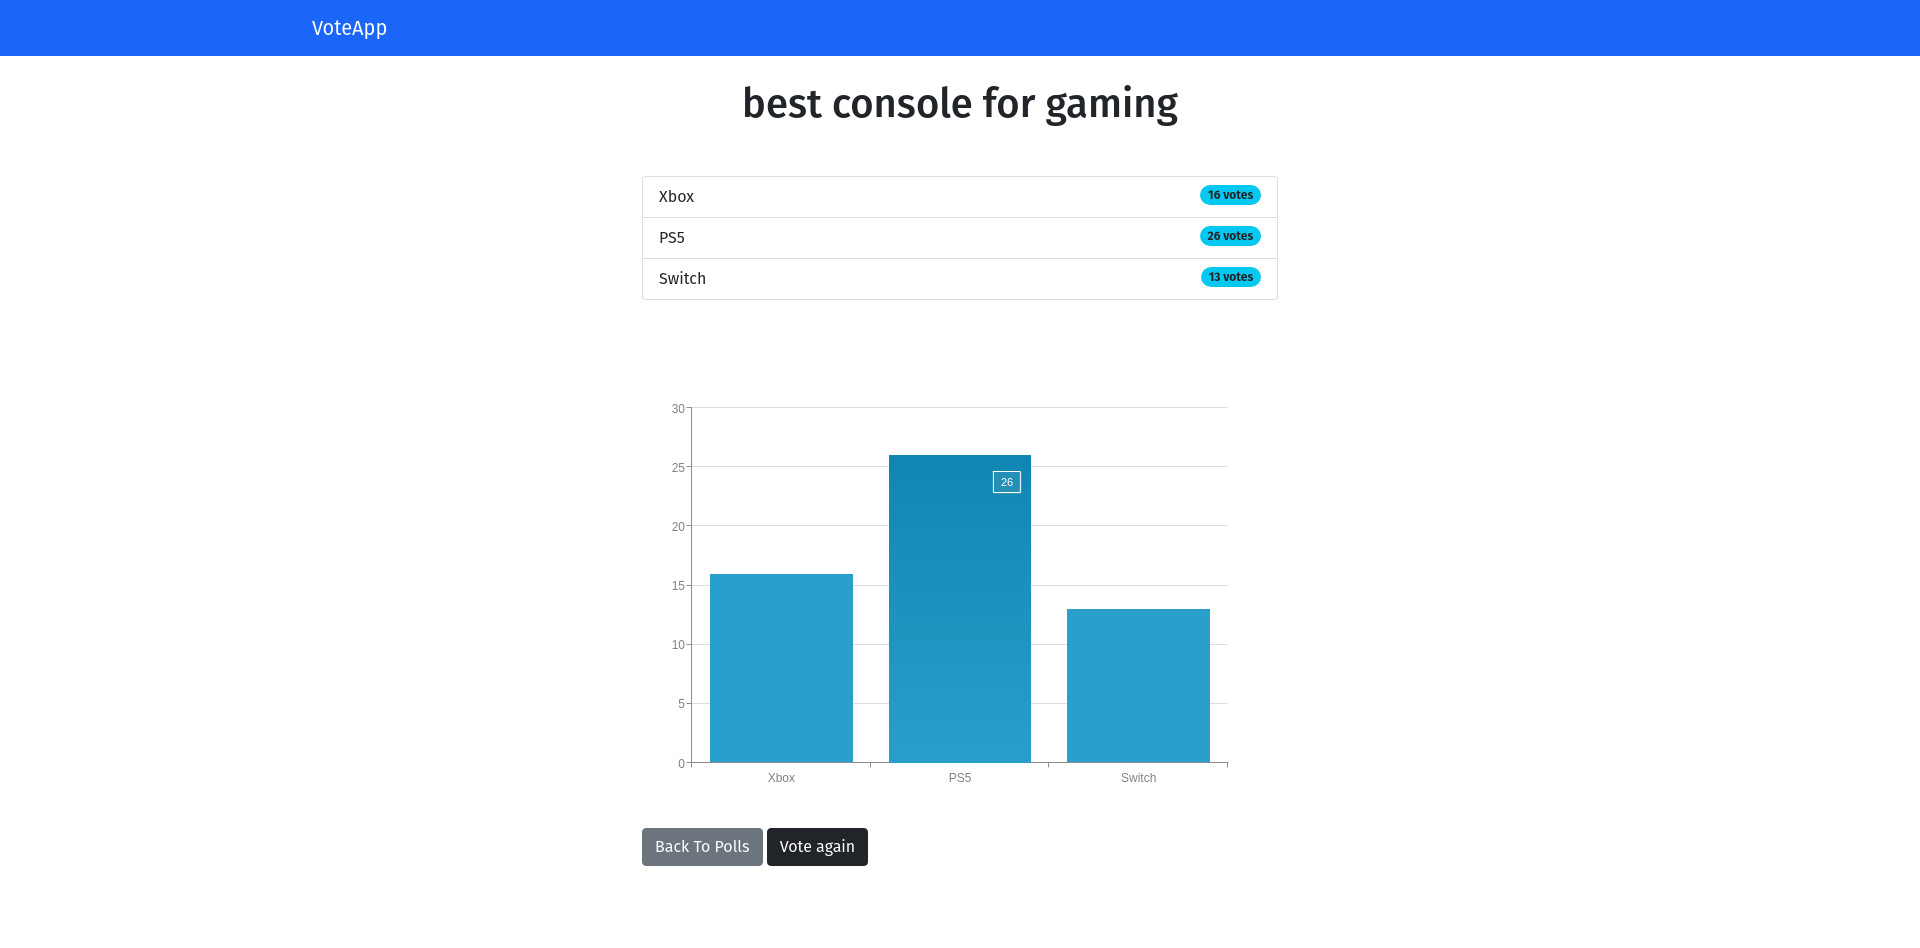 VoteApp
best console for gaming
Xbox 16 votes
PS5 26 votes
Switch 13 votes
30
25
26
20
15
10
5
0
Xbox PS5 Switch
Back To Polls Vote again